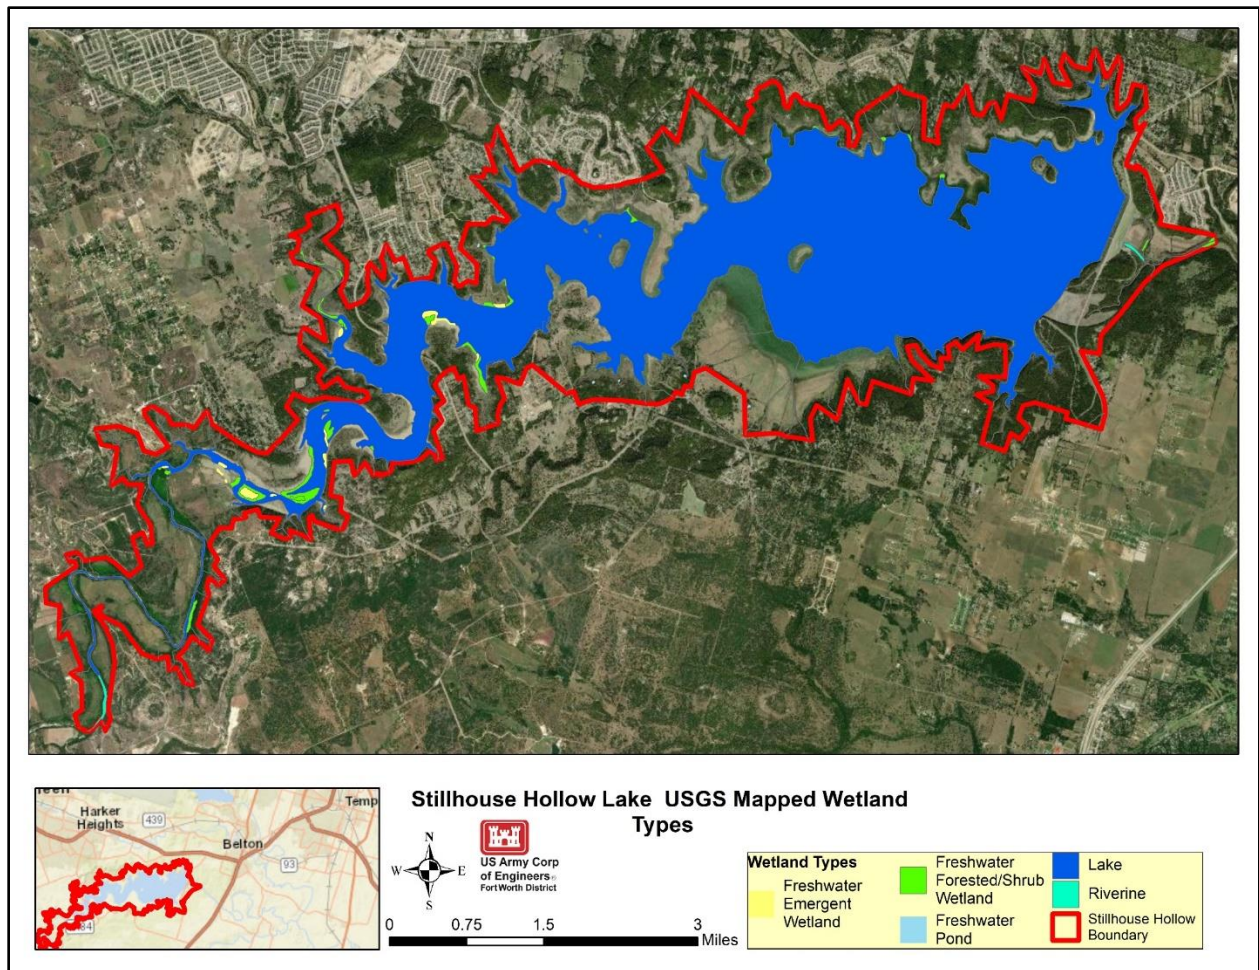 een
Harker
Heights
439
Belton
Temp
93
84
Stillhouse Hollow Lake USGS Mapped Wetland
Types
N
W
E
S
US Army Corp
of Engineers®
Fort Worth District
0
0.75
1.5
3
Miles
Wetland Types
Freshwater
Emergent
Wetland
Freshwater
Forested/Shrub
Wetland
Freshwater
Pond
Lake
Riverine
Stillhouse Hollow
Boundary